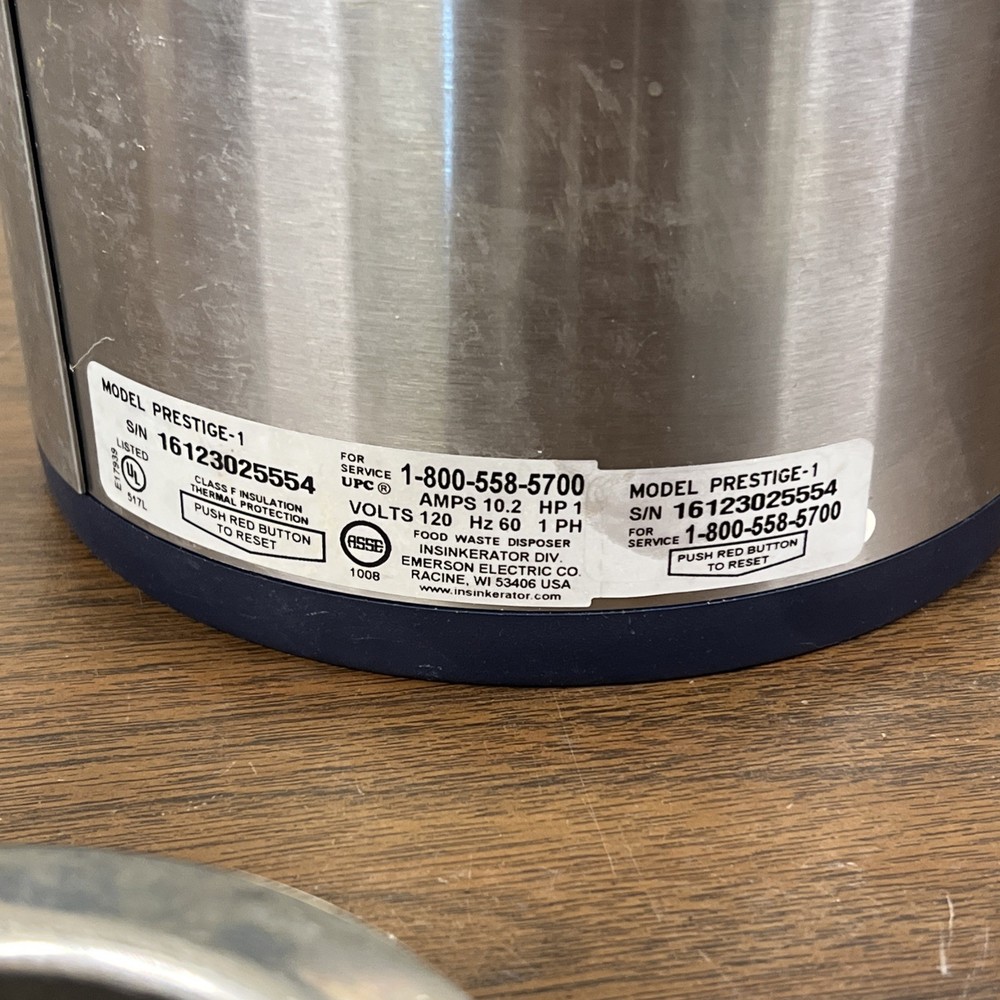 MODEL PRESTIGE-1
S/N 16123025554
LISTED
E17939
UL
517L
CLASS F INSULATION
THERMAL PROTECTION
PUSH RED BUTTON
TO RESET
FOR
SERVICE 1-800-558-5700
UPC®
AMPS 10.2 HP 1
VOLTS 120 Hz 60 1 PH
ASSE
1008
FOOD WASTE DISPOSER
INSINKERATOR DIV.
EMERSON ELECTRIC CO.
RACINE, WI 53406 USA
www.insinkerator.com
MODEL PRESTIGE-1
S/N 16123025554
FOR
SERVICE 1-800-558-5700
PUSH RED BUTTON
TO RESET